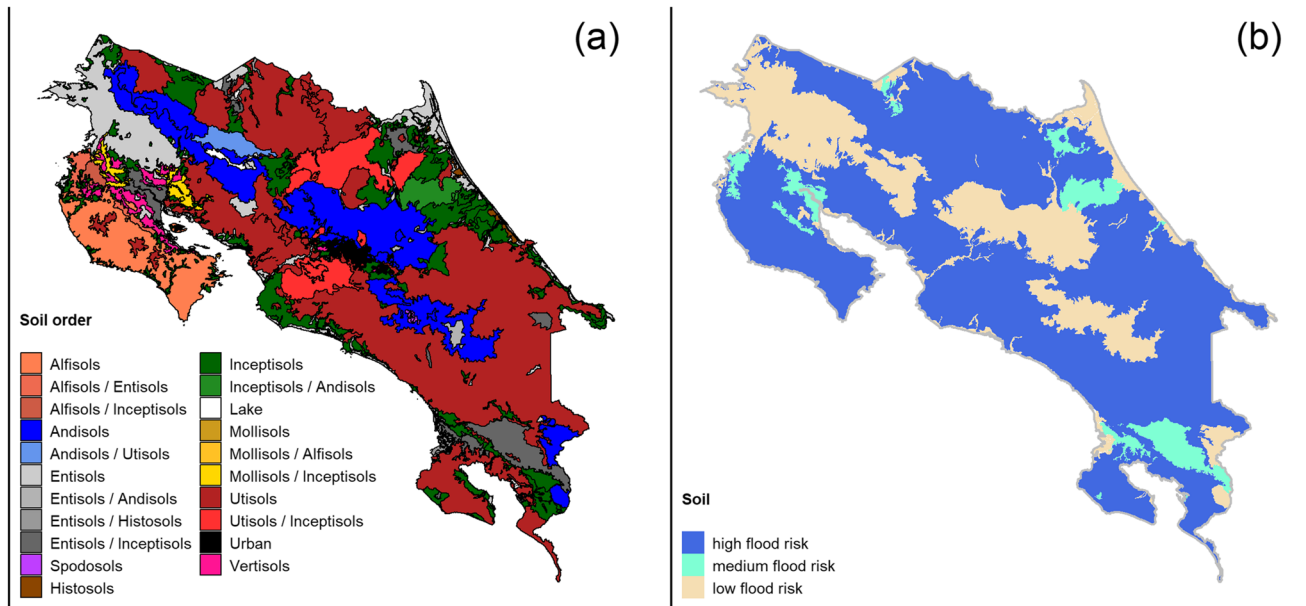 (a)
Soil order
Alfisols
Alfisols / Entisols
Alfisols / Inceptisols
Andisols
Andisols / Utisols
Entisols
Entisols / Andisols
Entisols / Histosols
Entisols / Inceptisols
Spodosols
Histosols
Inceptisols
Inceptisols / Andisols
Lake
Mollisols
Mollisols / Alfisols
Mollisols / Inceptisols
Utisols
Utisols / Inceptisols
Urban
Vertisols
(b)
Soil
high flood risk
medium flood risk
low flood risk